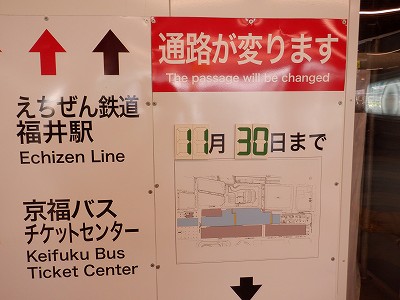 えちぜん鉄道
福井駅
Echizen Line
京福バス
チケットセンター
Keifuku Bus
Ticket Center
通路が変ります
The passage will be changed
11月30日まで